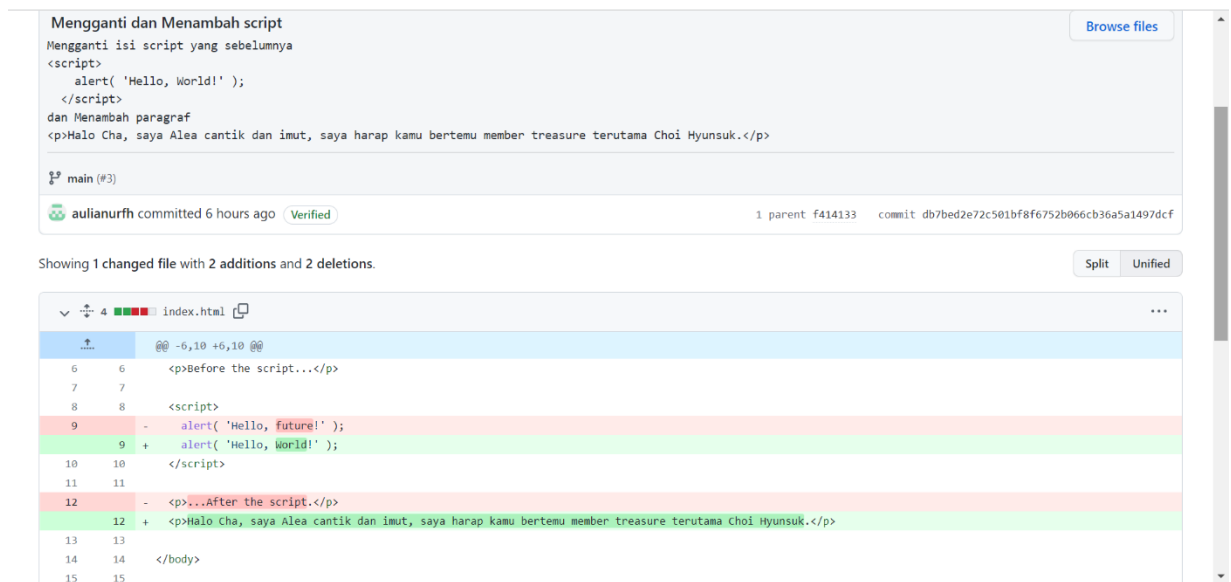 Mengganti dan Menambah script
Browse files
Mengganti isi script yang sebelumnya
<script>
alert( 'Hello, World!' );
</script>
dan Menambah paragraf
<p>Halo Cha, saya Alea cantik dan imut, saya harap kamu bertemu member treasure terutama Choi Hyunsuk.</p>
main (#3)
aulianurfh committed 6 hours ago Verified 1 parent f414133 commit db7bed2e72c501bf8f6752b066cb36a5a1497dcf
Showing 1 changed file with 2 additions and 2 deletions.
Split Unified
4 index.html
@@ -6,10 +6,10 @@
6 6 <p>Before the script...</p>
7 7
8 8 <script>
9 - alert( 'Hello, future!' );
9 + alert( 'Hello, World!' );
10 10 </script>
11 11
12 - <p>...After the script.</p>
12 + <p>Halo Cha, saya Alea cantik dan imut, saya harap kamu bertemu member treasure terutama Choi Hyunsuk.</p>
13 13
14 14 </body>
15 15